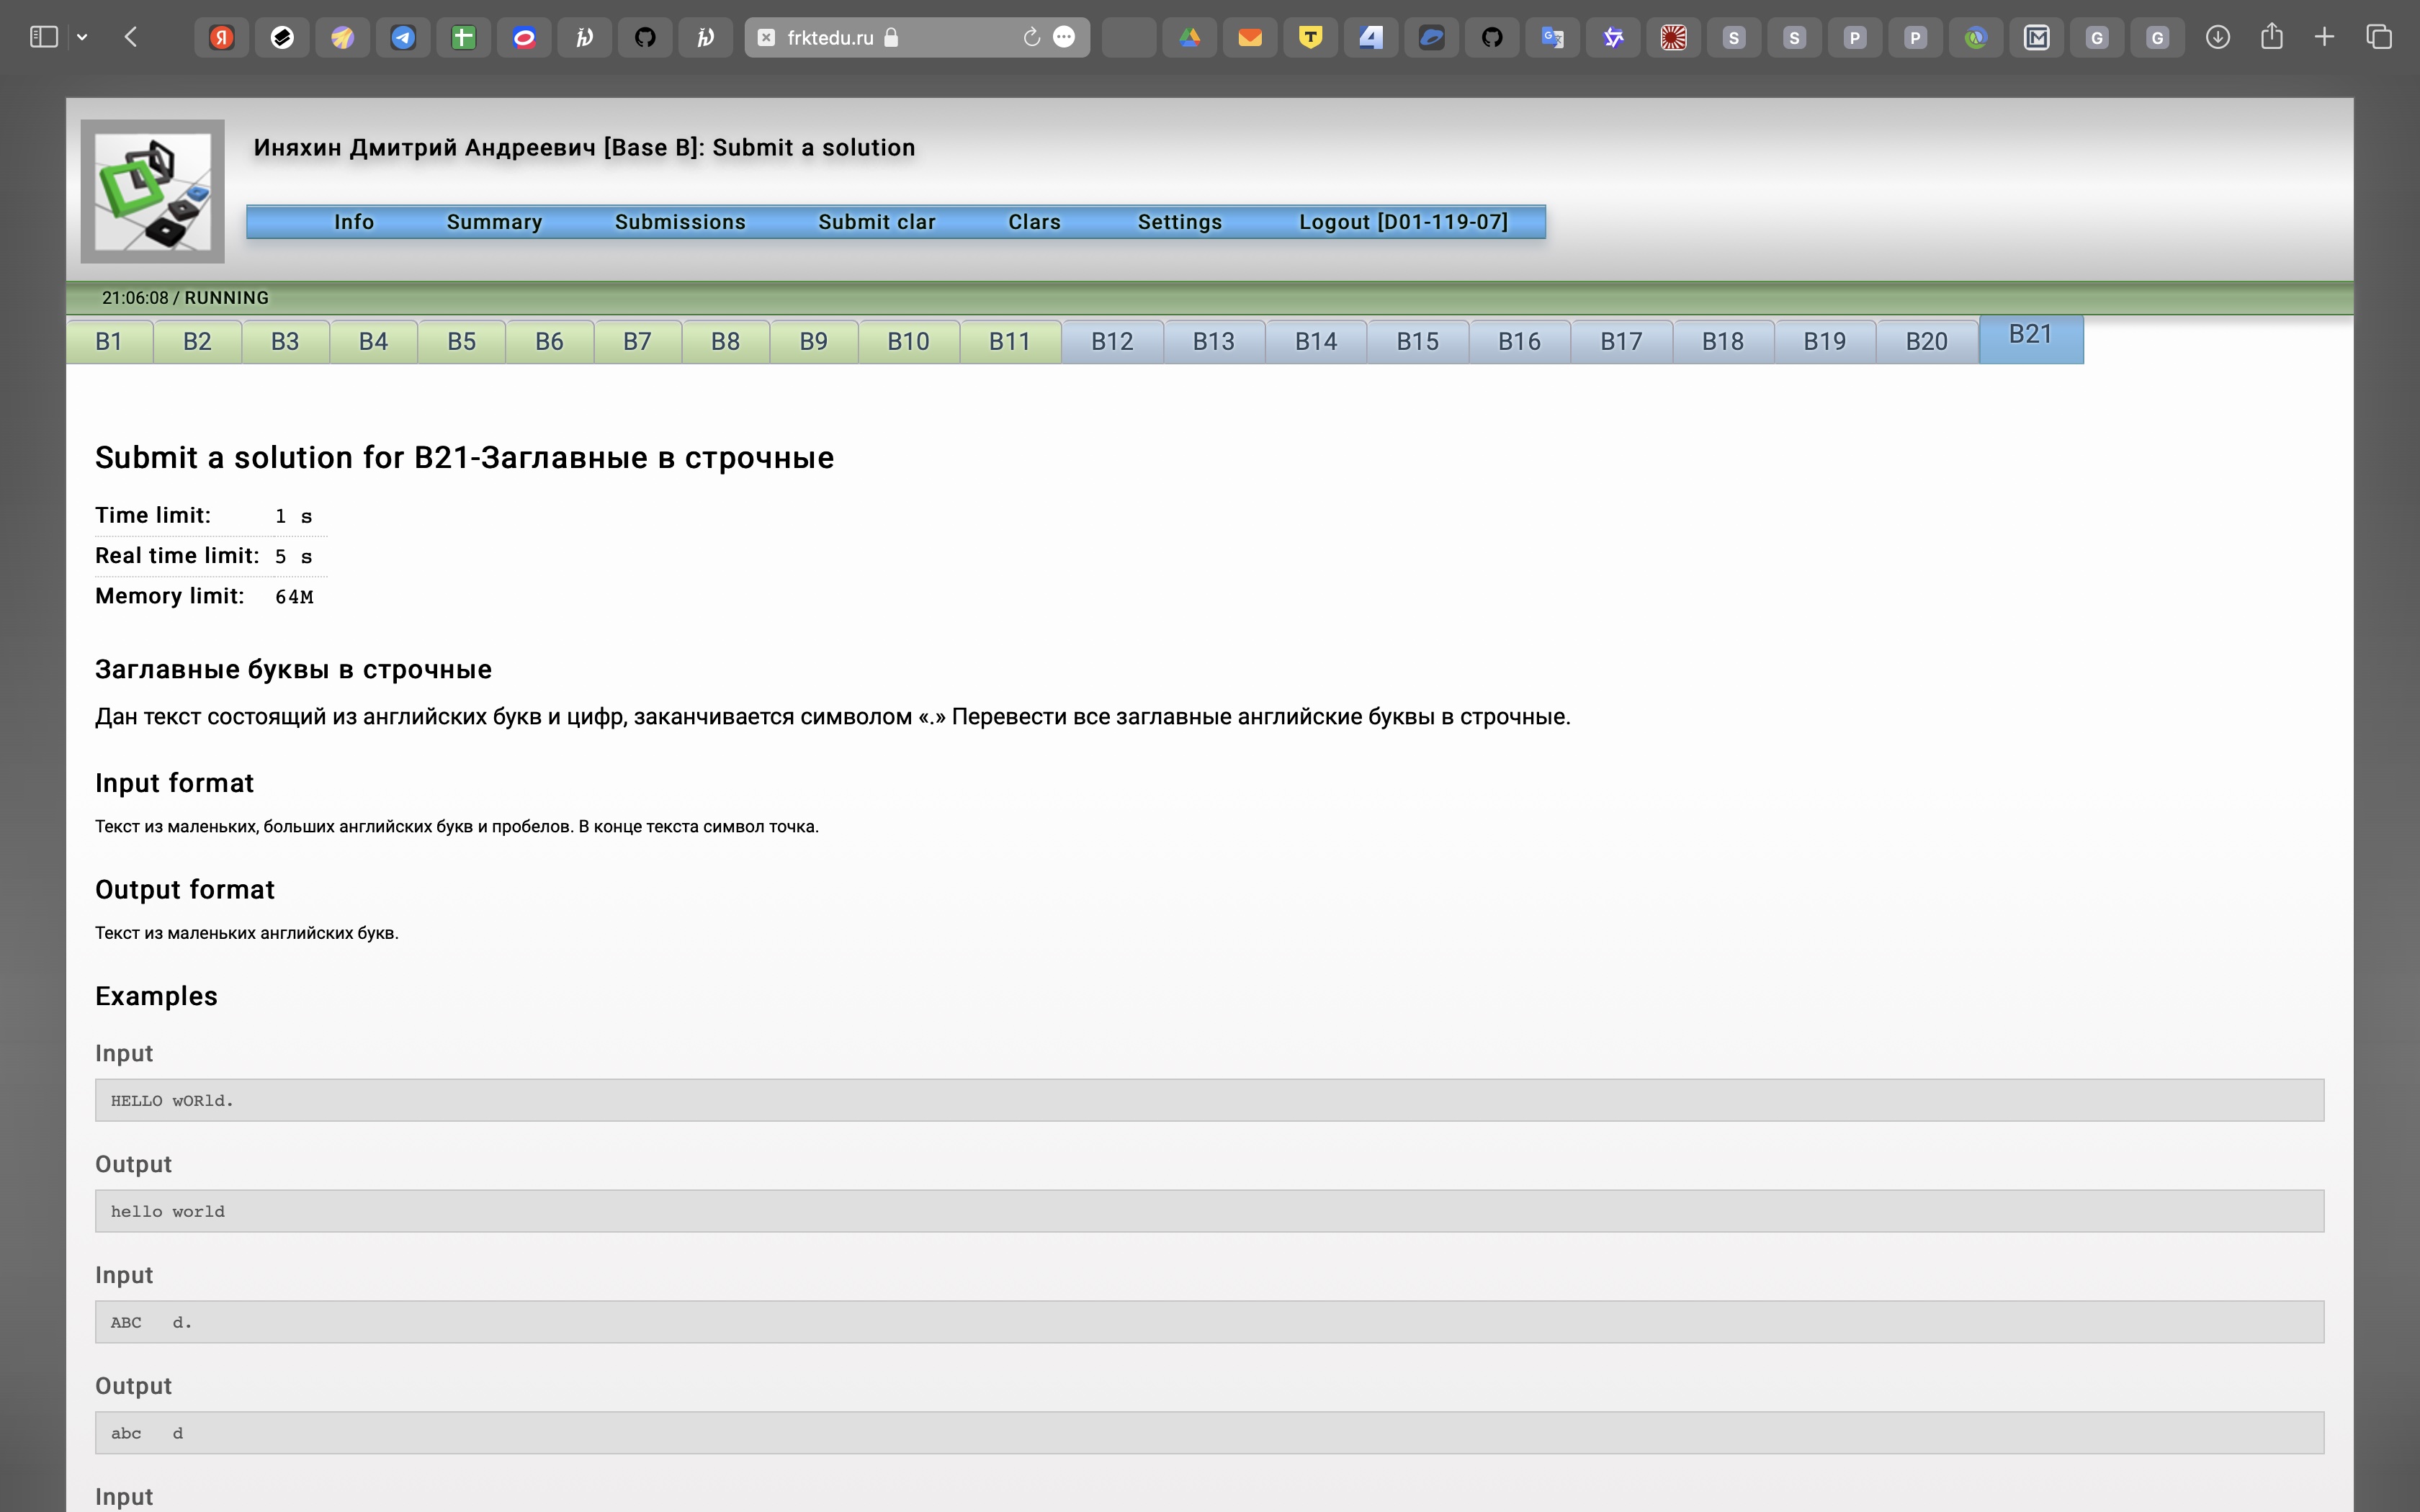 frktedu.ru
Я
T
4
S
S
P
P
M
G
G
Иняхин Дмитрий Андреевич [Base B]: Submit a solution
Info Summary Submissions Submit clar Clars Settings Logout [D01-119-07]
21:06:08 / RUNNING
B1 B2 B3 B4 B5 B6 B7 B8 B9 B10 B11 B12 B13 B14 B15 B16 B17 B18 B19 B20 B21
Submit a solution for B21-Заглавные в строчные
Time limit: 1 s
Real time limit: 5 s
Memory limit: 64M
Заглавные буквы в строчные
Дан текст состоящий из английских букв и цифр, заканчивается символом «.» Перевести все заглавные английские буквы в строчные.
Input format
Текст из маленьких, больших английских букв и пробелов. В конце текста символ точка.
Output format
Текст из маленьких английских букв.
Examples
Input
HELLO wORld.
Output
hello world
Input
ABC   d.
Output
abc   d
Input